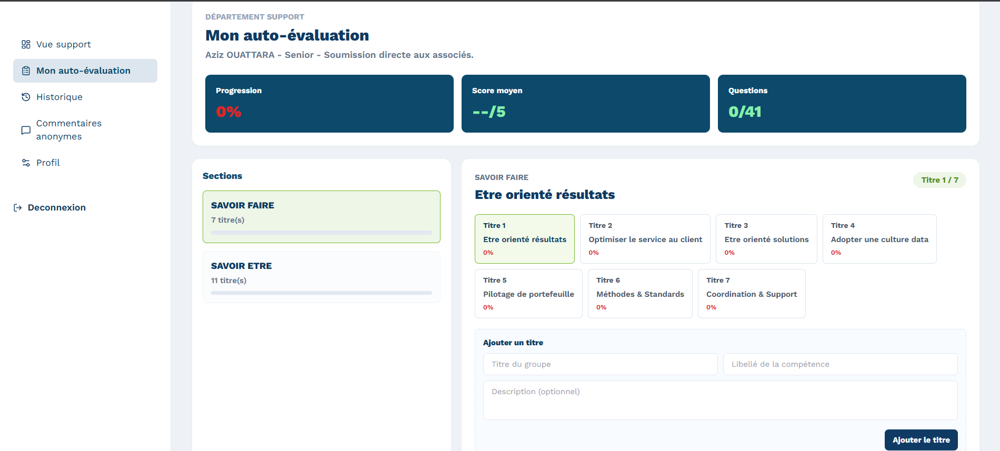 Vue support
Mon auto-évaluation
Historique
Commentaires
anonymes
Profil
Deconnexion
DÉPARTEMENT SUPPORT
Mon auto-évaluation
Aziz OUATTARA - Senior - Soumission directe aux associés.
Progression
0%
Score moyen
--/5
Questions
0/41
Sections
SAVOIR FAIRE
7 titre(s)
SAVOIR ETRE
11 titre(s)
SAVOIR FAIRE
Titre 1 / 7
Etre orienté résultats
Titre 1
Etre orienté résultats
0%
Titre 2
Optimiser le service au client
0%
Titre 3
Etre orienté solutions
0%
Titre 4
Adopter une culture data
0%
Titre 5
Pilotage de portefeuille
0%
Titre 6
Méthodes & Standards
0%
Titre 7
Coordination & Support
0%
Ajouter un titre
Titre du groupe
Libellé de la compétence
Description (optionnel)
Ajouter le titre